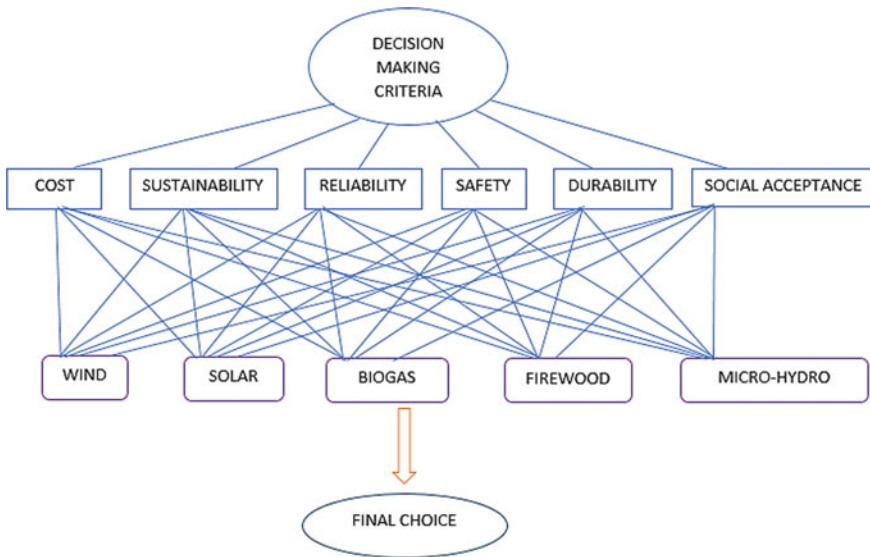 DECISION
MAKING
CRITERIA
COST
SUSTAINABILITY
RELIABILITY
SAFETY
DURABILITY
SOCIAL ACCEPTANCE
WIND
SOLAR
BIOGAS
FIREWOOD
MICRO-HYDRO
FINAL CHOICE